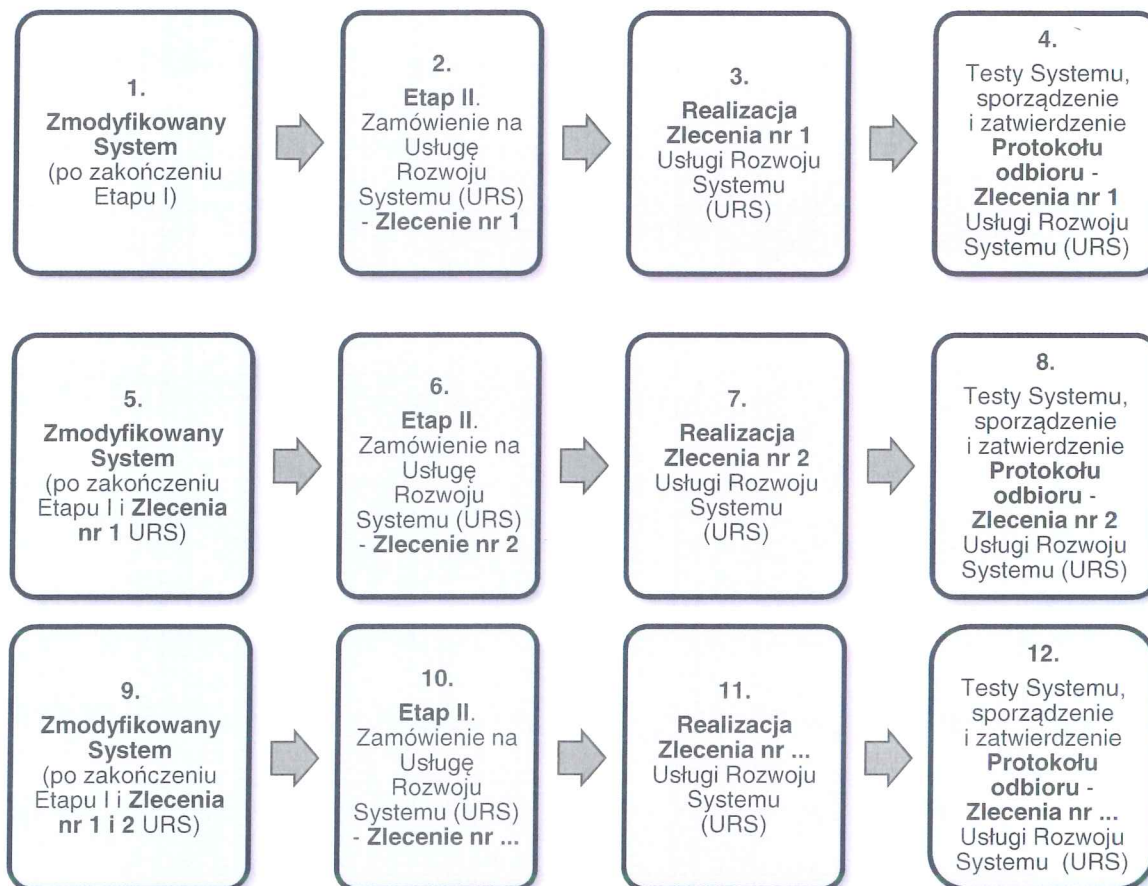 1.
Zmodyfikowany
System
(po zakończeniu
Etapu I)
2.
Etap II.
Zamówienie na
Usługę
Rozwoju
Systemu (URS)
- Zlecenie nr 1
3.
Realizacja
Zlecenia nr 1
Usługi Rozwoju
Systemu
(URS)
4.
Testy Systemu,
sporządzenie
i zatwierdzenie
Protokołu
odbioru -
Zlecenia nr 1
Usługi Rozwoju
Systemu (URS)
5.
Zmodyfikowany
System
(po zakończeniu
Etapu I i Zlecenia
nr 1 URS)
6.
Etap II.
Zamówienie na
Usługę
Rozwoju
Systemu (URS)
- Zlecenie nr 2
7.
Realizacja
Zlecenia nr 2
Usługi Rozwoju
Systemu
(URS)
8.
Testy Systemu,
sporządzenie
i zatwierdzenie
Protokołu
odbioru -
Zlecenia nr 2
Usługi Rozwoju
Systemu (URS)
9.
Zmodyfikowany
System
(po zakończeniu
Etapu I i Zlecenia
nr 1 i 2 URS)
10.
Etap II.
Zamówienie na
Usługę
Rozwoju
Systemu (URS)
- Zlecenie nr ...
11.
Realizacja
Zlecenia nr ...
Usługi Rozwoju
Systemu
(URS)
12.
Testy Systemu,
sporządzenie
i zatwierdzenie
Protokołu
odbioru -
Zlecenia nr ...
Usługi Rozwoju
Systemu (URS)